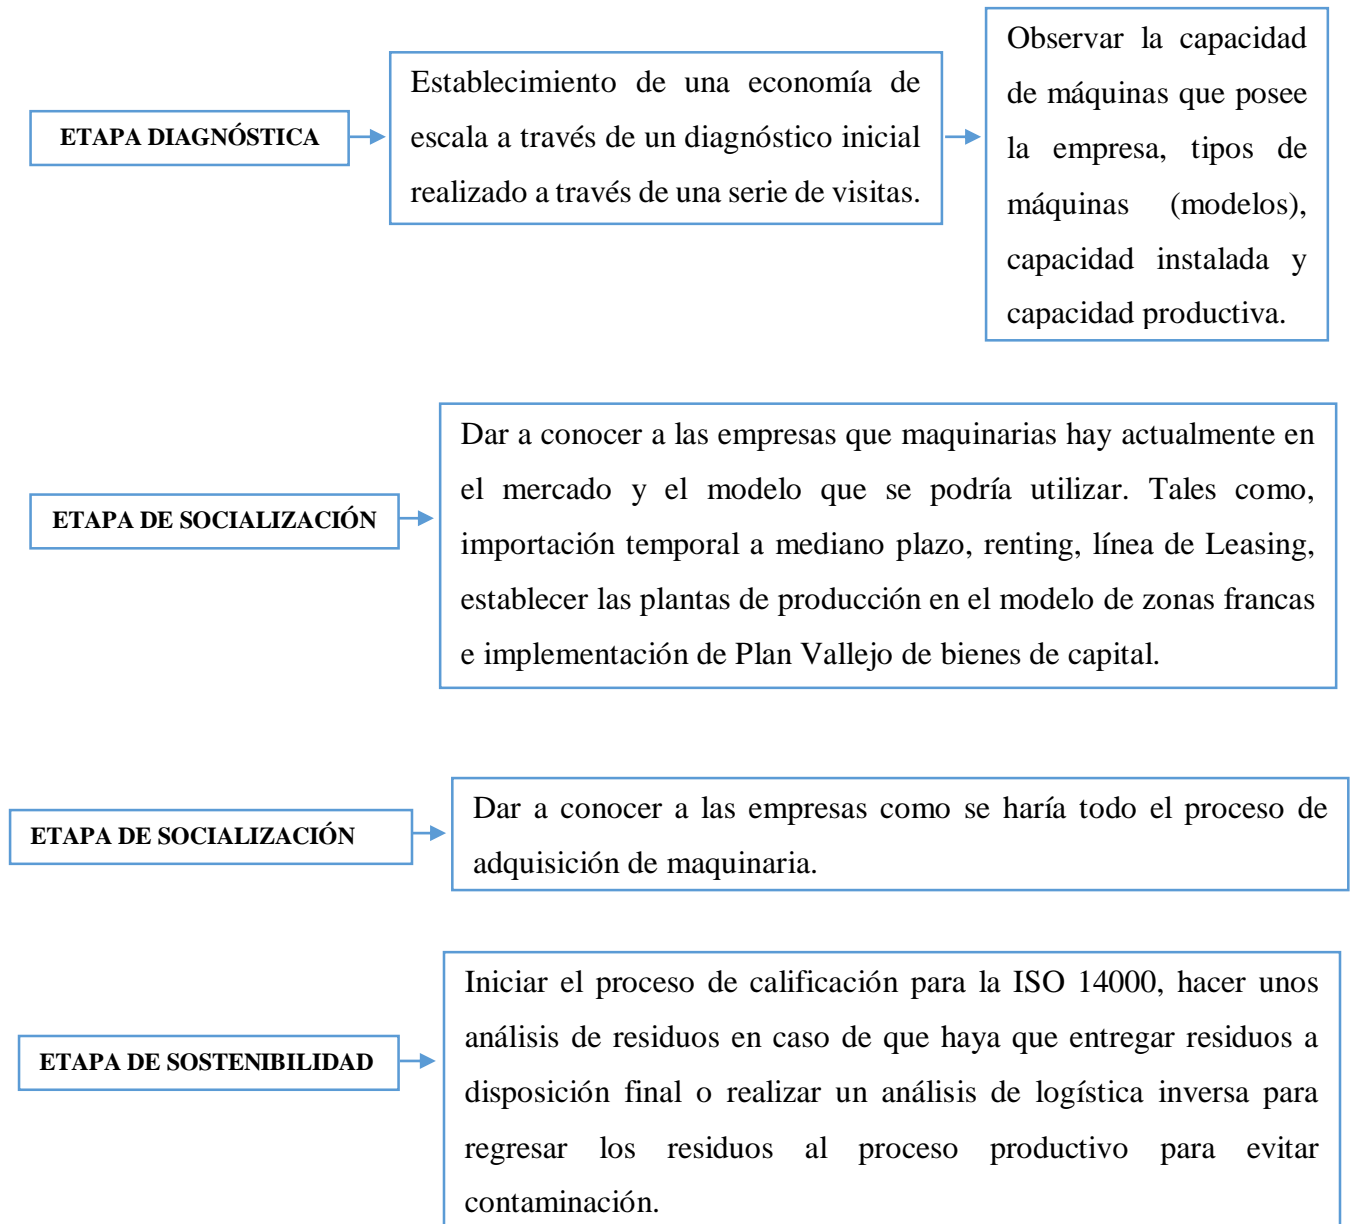 ETAPA DIAGNÓSTICA
Establecimiento de una economía de
escala a través de un diagnóstico inicial
realizado a través de una serie de visitas.
Observar la capacidad
de máquinas que posee
la empresa, tipos de
máquinas (modelos),
capacidad instalada y
capacidad productiva.
ETAPA DE SOCIALIZACIÓN
Dar a conocer a las empresas que maquinarias hay actualmente en
el mercado y el modelo que se podría utilizar. Tales como,
importación temporal a mediano plazo, renting, línea de Leasing,
establecer las plantas de producción en el modelo de zonas francas
e implementación de Plan Vallejo de bienes de capital.
ETAPA DE SOCIALIZACIÓN
Dar a conocer a las empresas como se haría todo el proceso de
adquisición de maquinaria.
ETAPA DE SOSTENIBILIDAD
Iniciar el proceso de calificación para la ISO 14000, hacer unos
análisis de residuos en caso de que haya que entregar residuos a
disposición final o realizar un análisis de logística inversa para
regresar los residuos al proceso productivo para evitar
contaminación.